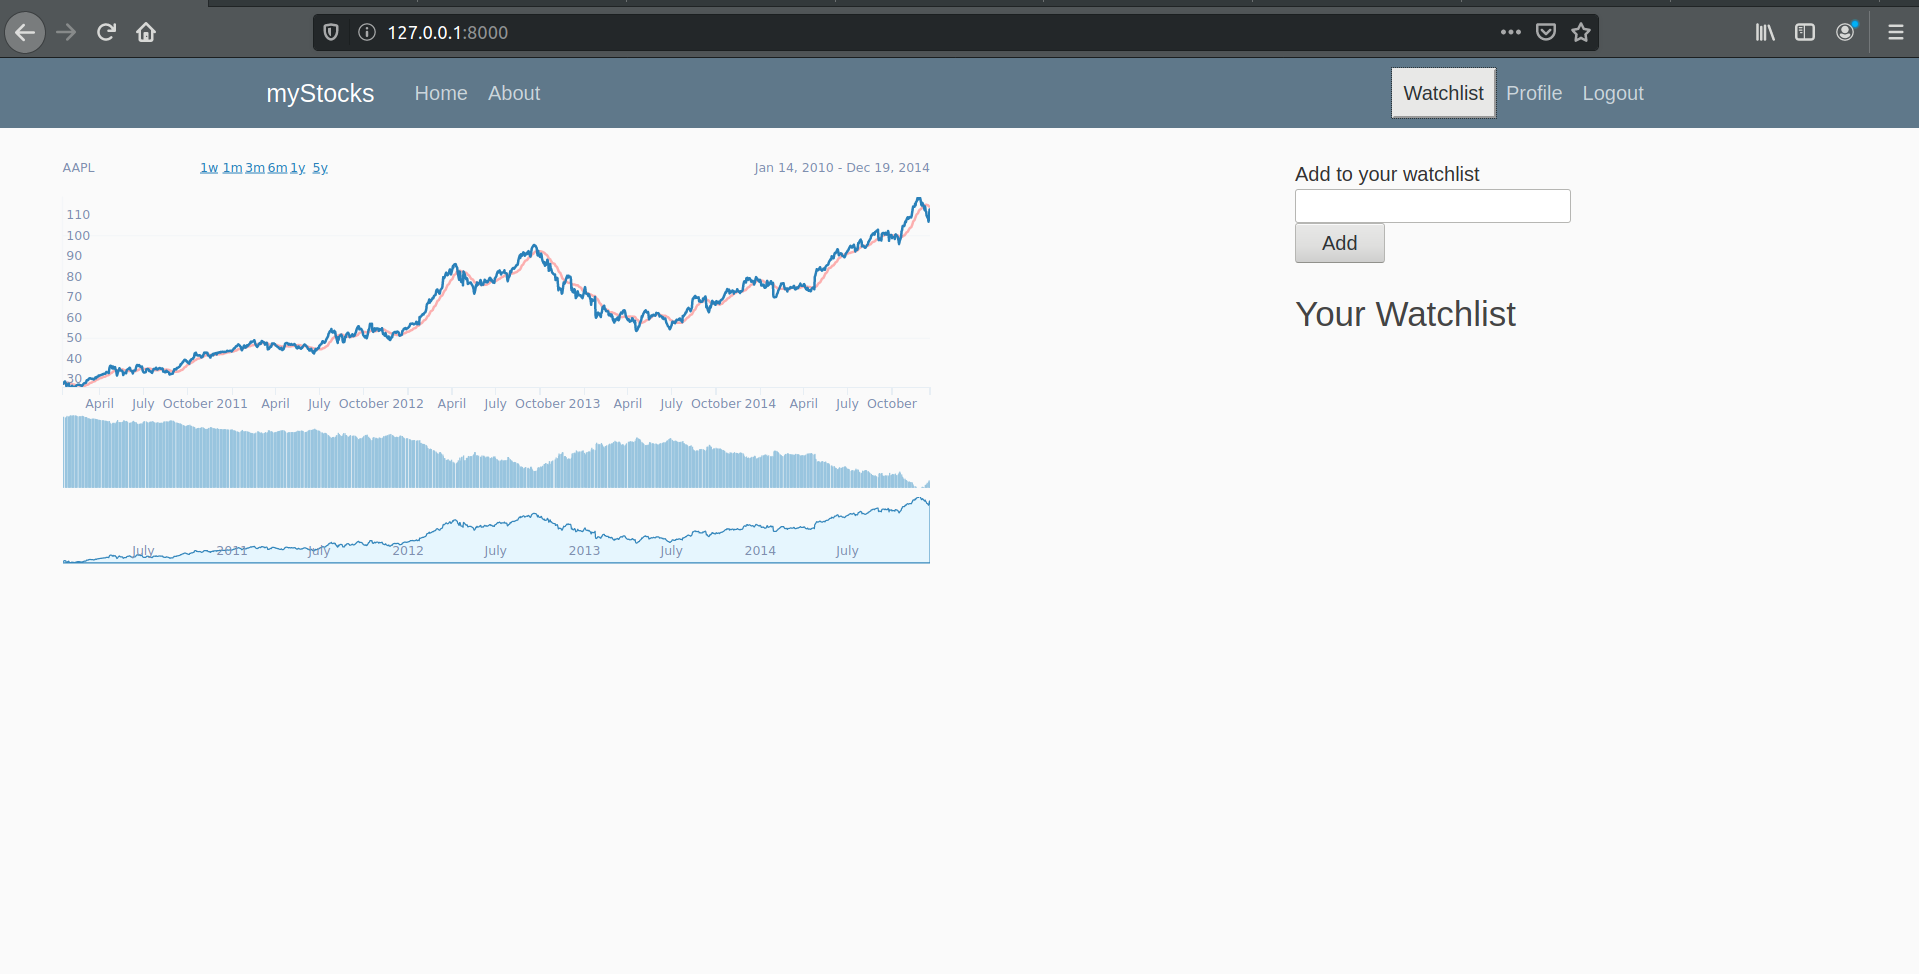 127.0.0.1:8000
myStocks Home About Watchlist Profile Logout
AAPL 1w 1m 3m 6m 1y 5y Jan 14, 2010 - Dec 19, 2014
110
100
90
80
70
60
50
40
30
April July October 2011 April July October 2012 April July October 2013 April July October 2014 April July October
July 2011 July 2012 July 2013 July 2014 July
Add to your watchlist
Add
Your Watchlist